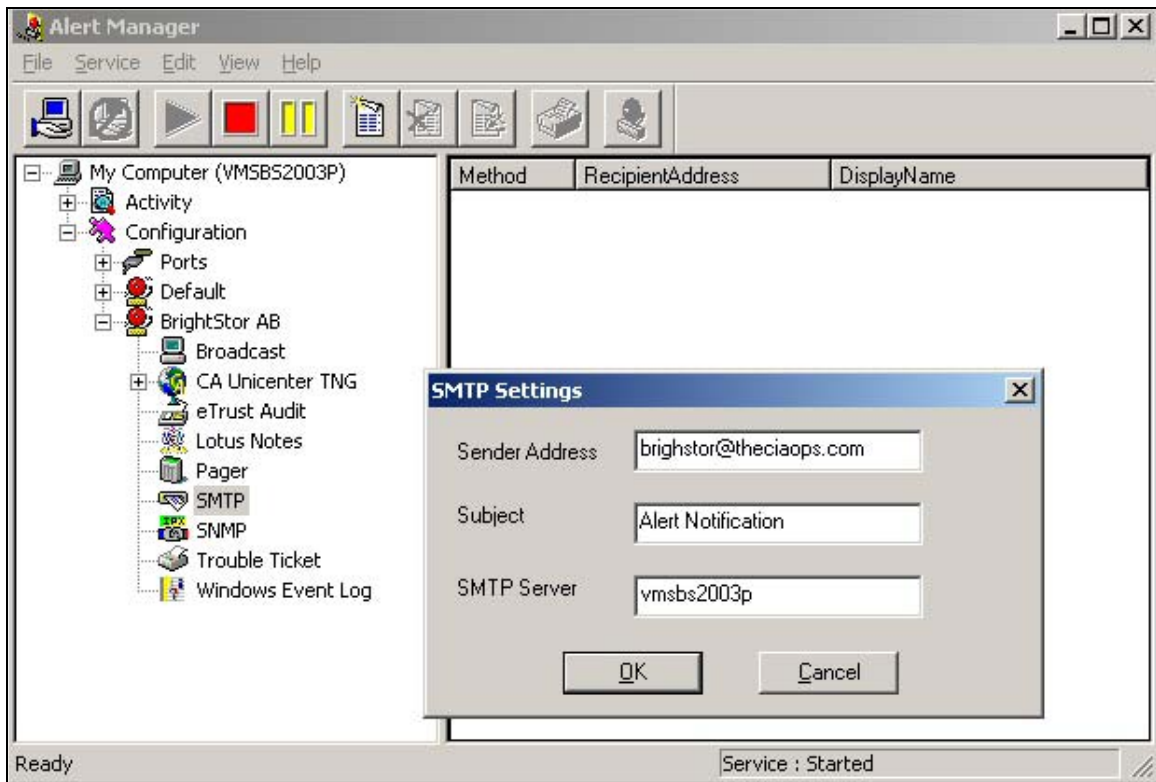 Alert Manager
File Service Edit View Help
My Computer (VMSBS2003P)
Activity
Configuration
Ports
Default
BrightStor AB
Broadcast
CA Unicenter TNG
eTrust Audit
Lotus Notes
Pager
SMTP
IPX
SNMP
Trouble Ticket
Windows Event Log
Method RecipientAddress DisplayName
SMTP Settings
Sender Address brighstor@theciaops.com
Subject Alert Notification
SMTP Server vmsbs2003p
OK Cancel
Ready Service : Started